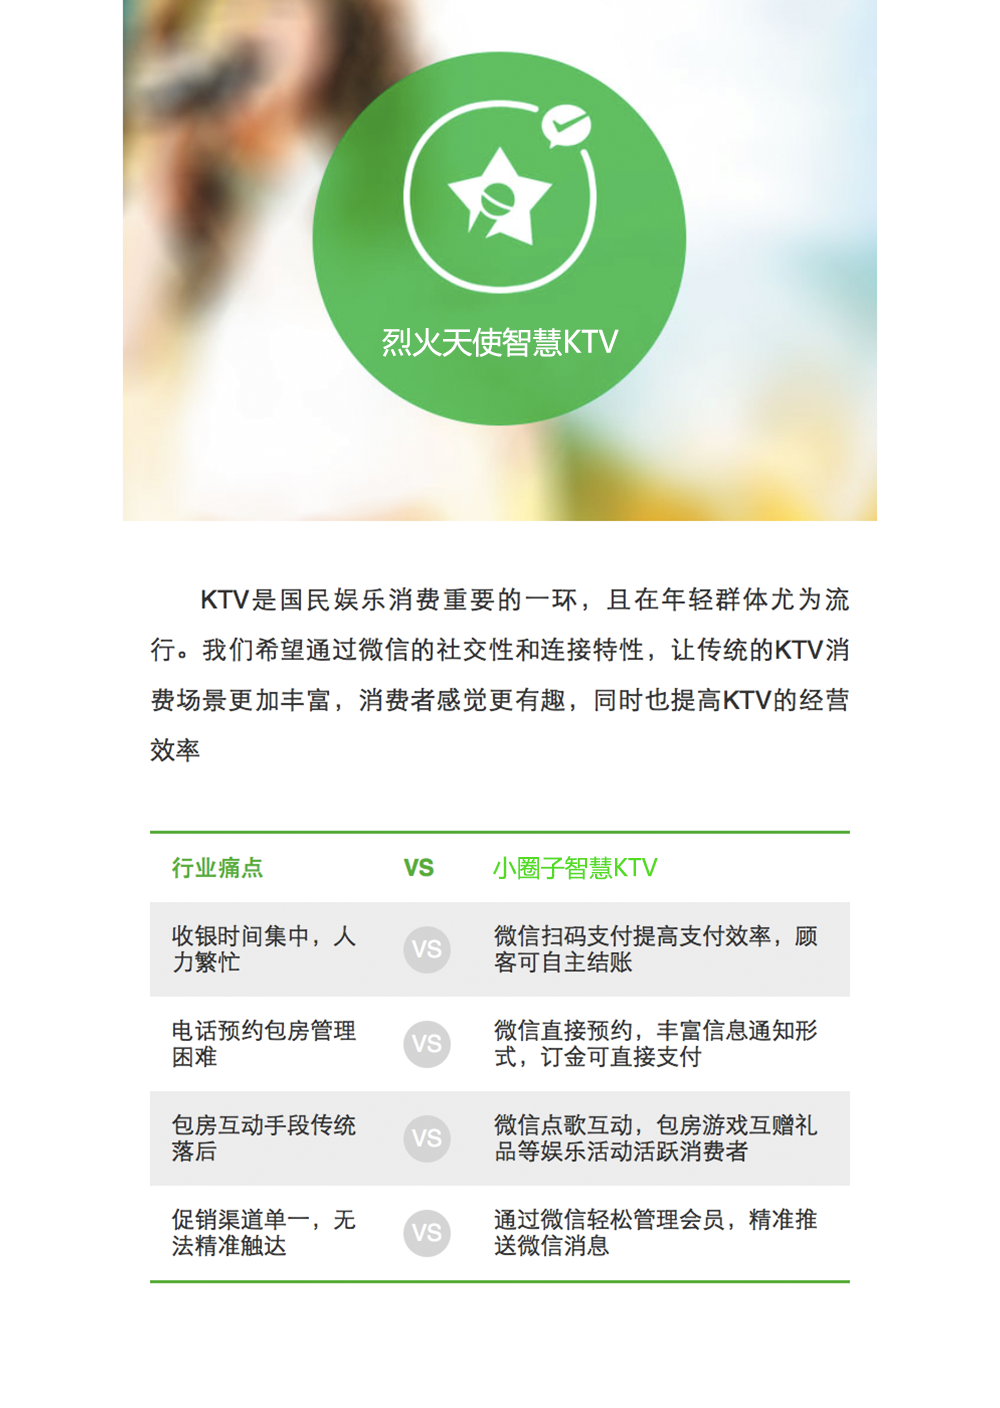 烈火天使智慧KTV
KTV是国民娱乐消费重要的一环，且在年轻群体尤为流
行。我们希望通过微信的社交性和连接特性，让传统的KTV消
费场景更加丰富，消费者感觉更有趣，同时也提高KTV的经营
效率
行业痛点 VS 小圈子智慧KTV
收银时间集中，人
力繁忙
VS
微信扫码支付提高支付效率，顾
客可自主结账
电话预约包房管理
困难
VS
微信直接预约，丰富信息通知形
式，订金可直接支付
包房互动手段传统
落后
VS
微信点歌互动，包房游戏互赠礼
品等娱乐活动活跃消费者
促销渠道单一，无
法精准触达
VS
通过微信轻松管理会员，精准推
送微信消息